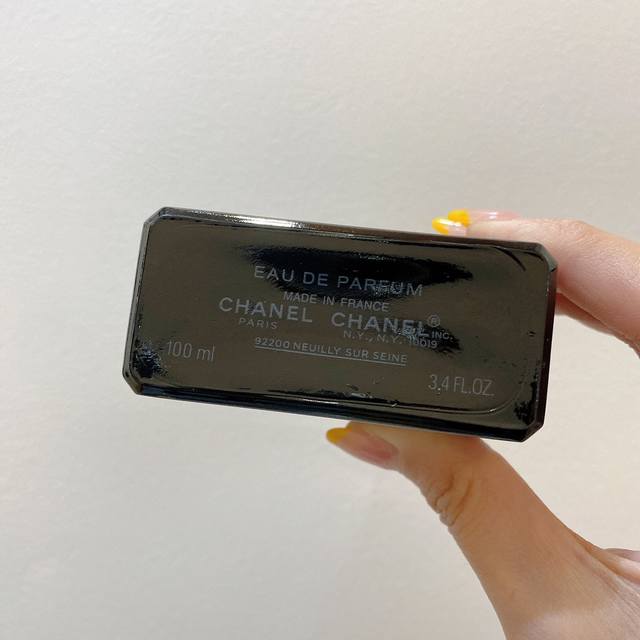 EAU DE PARFUM
MADE IN FRANCE
CHANEL CHANEL® INC.
PARIS N.Y., N.Y. 10019
100 ml 92200 NEUILLY SUR SEINE 3,4 FL.OZ.